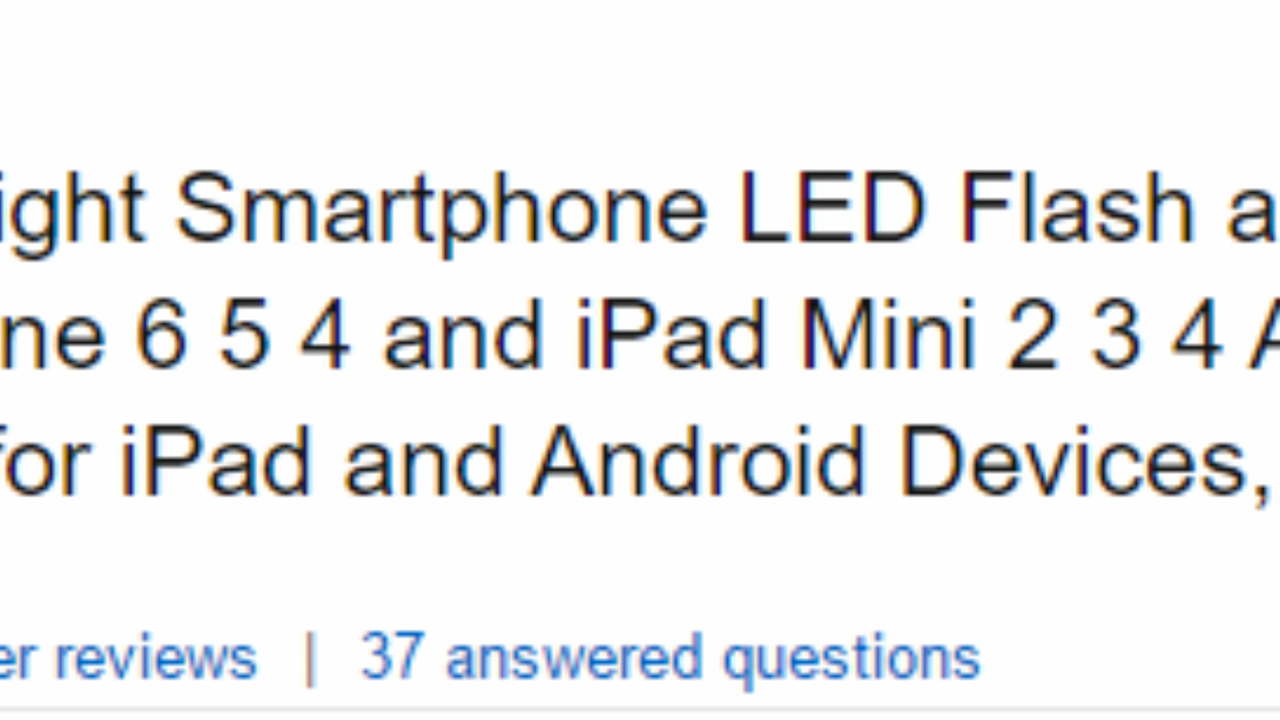 ight Smartphone LED Flash a
ne 6 5 4 and iPad Mini 2 3 4 A
for iPad and Android Devices,
er reviews | 37 answered questions